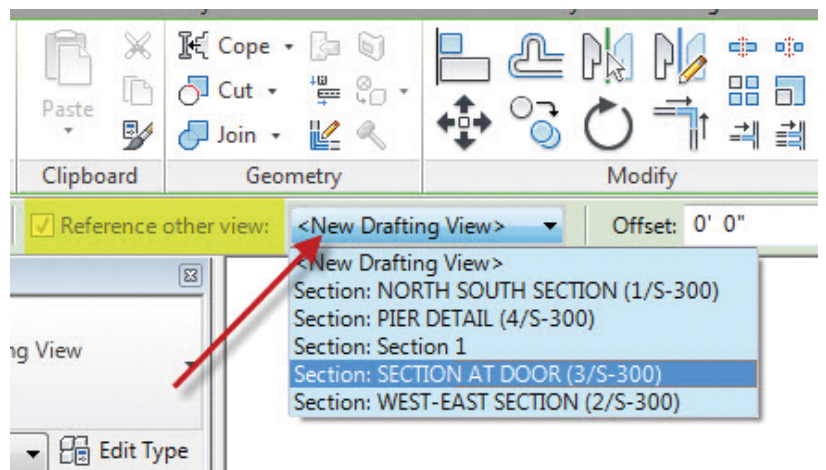 Cope
Paste
Cut
Join
Clipboard Geometry Modify
Reference other view: <New Drafting View> Offset: 0' 0"
<New Drafting View>
Section: NORTH SOUTH SECTION (1/S-300)
Section: PIER DETAIL (4/S-300)
ng View
Section: Section 1
Section: SECTION AT DOOR (3/S-300)
Section: WEST-EAST SECTION (2/S-300)
Edit Type